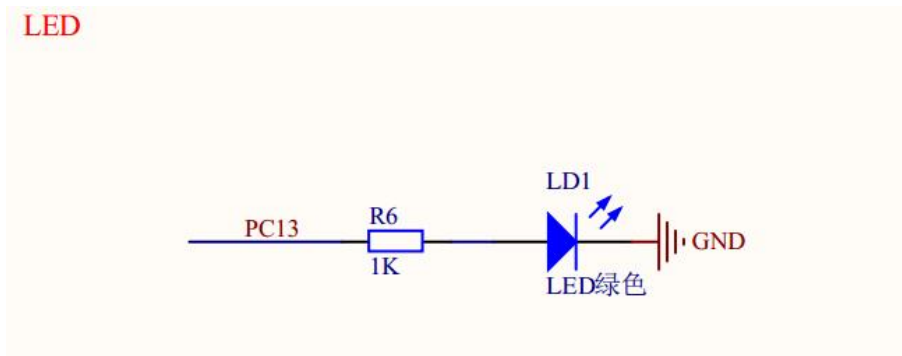 LED
LD1
PC13
R6
GND
1K
LED绿色